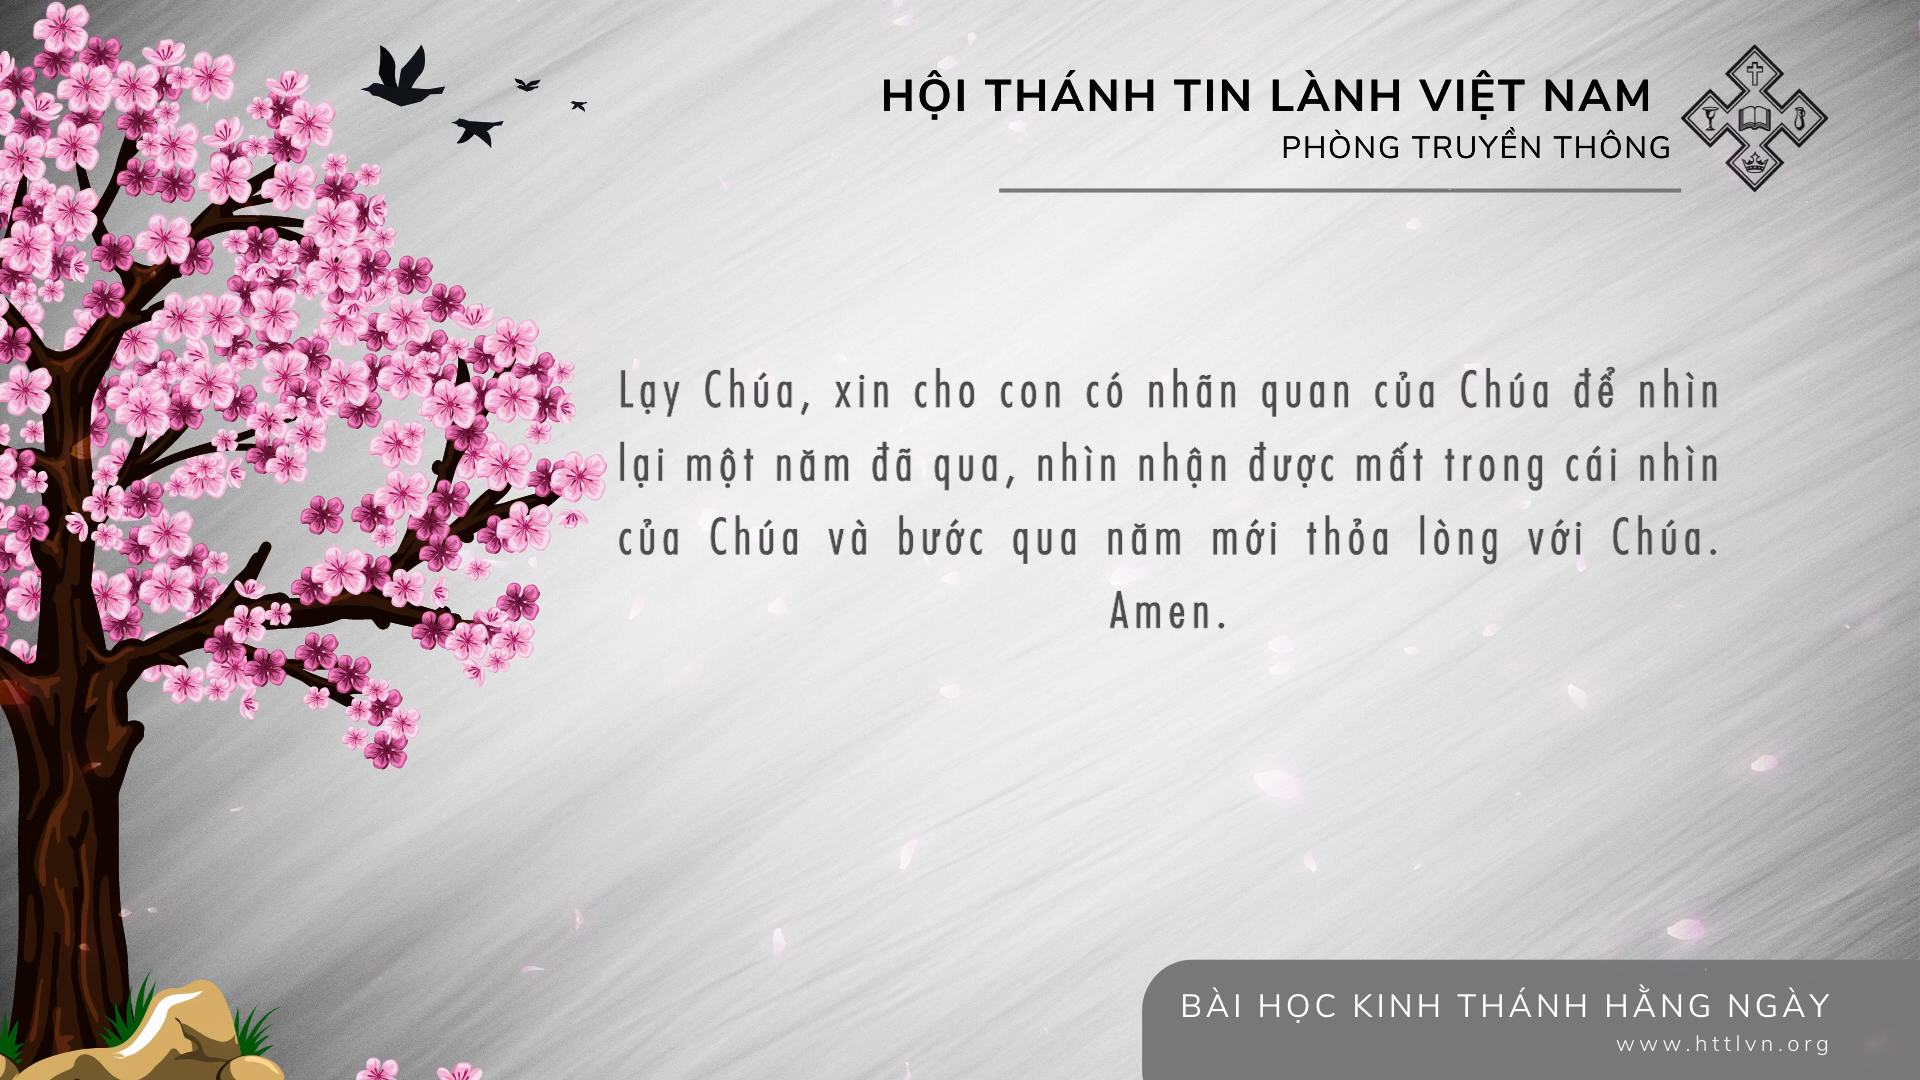 HỘI THÁNH TIN LÀNH VIỆT NAM
PHÒNG TRUYỀN THÔNG
Lạy Chúa, xin cho con có nhãn quan của Chúa để nhìn
lại một năm đã qua, nhìn nhận được mất trong cái nhìn
của Chúa và bước qua năm mới thỏa lòng với Chúa.
Amen.
BÀI HỌC KINH THÁNH HẰNG NGÀY
www.httlvn.org